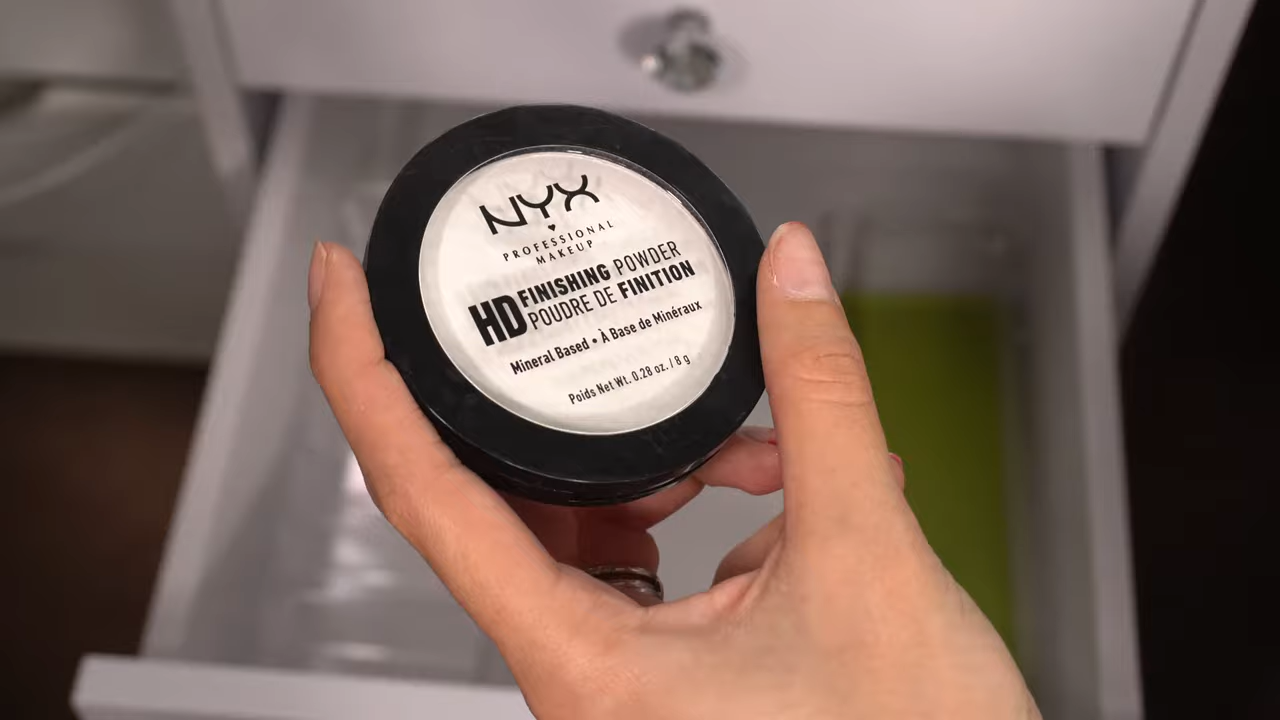 NYX
PROFESSIONAL
MAKEUP
HD FINISHING POWDER
POUDRE DE FINITION
Mineral Based • À Base de Minéraux
Poids Net Wt. 0.28 oz. / 8 g